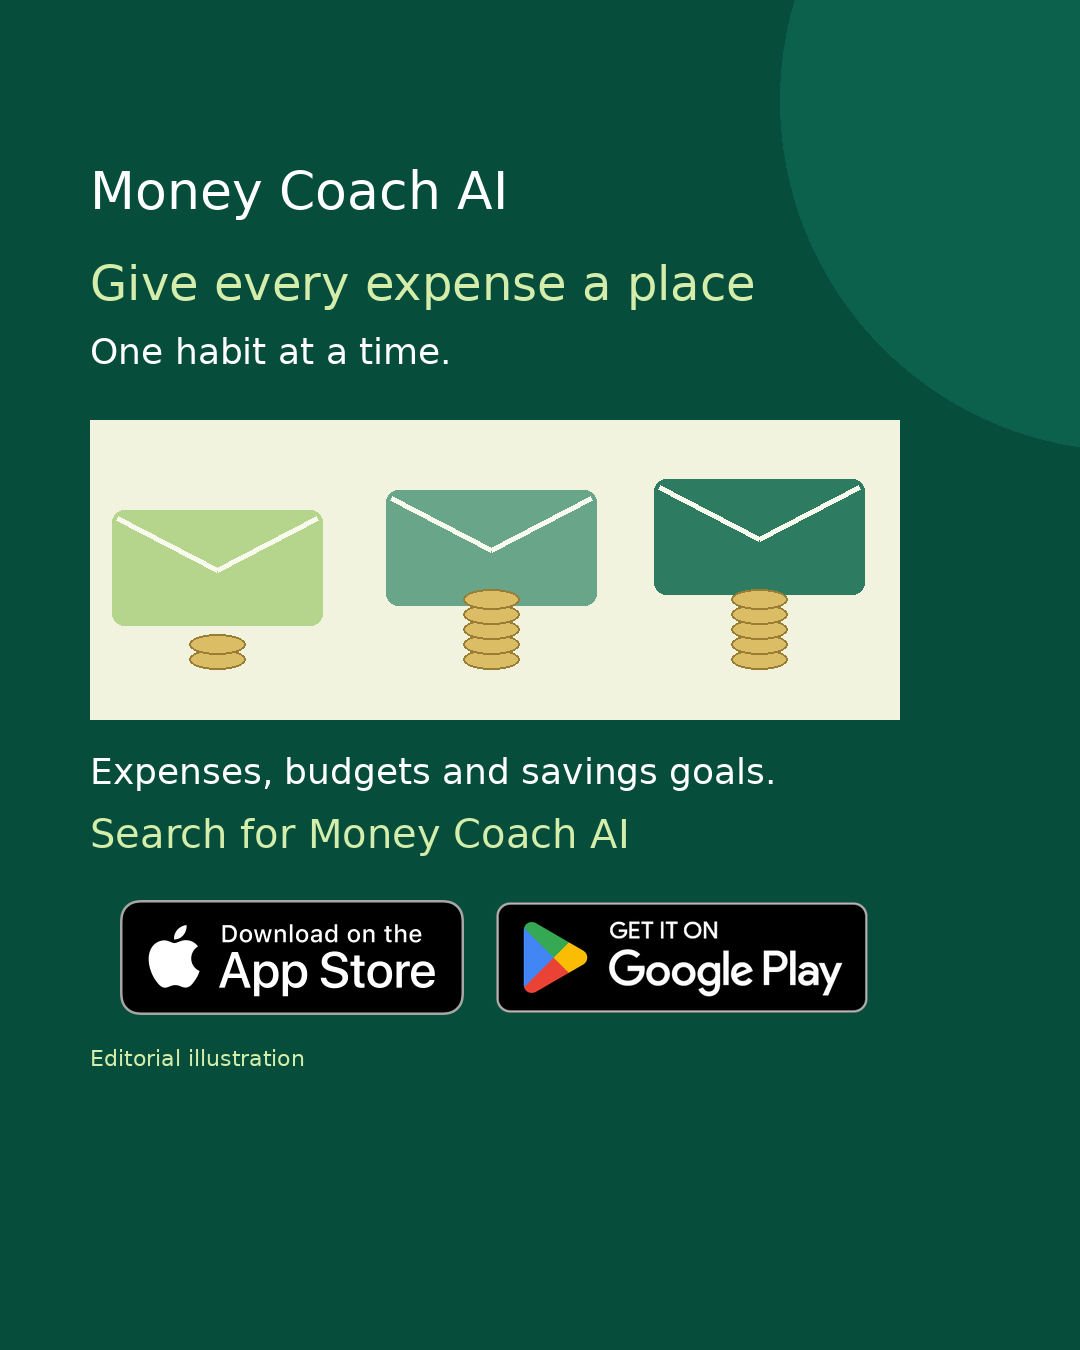 Money Coach AI
Give every expense a place
One habit at a time.
Expenses, budgets and savings goals.
Search for Money Coach AI
Download on the
App Store
GET IT ON
Google Play
Editorial illustration